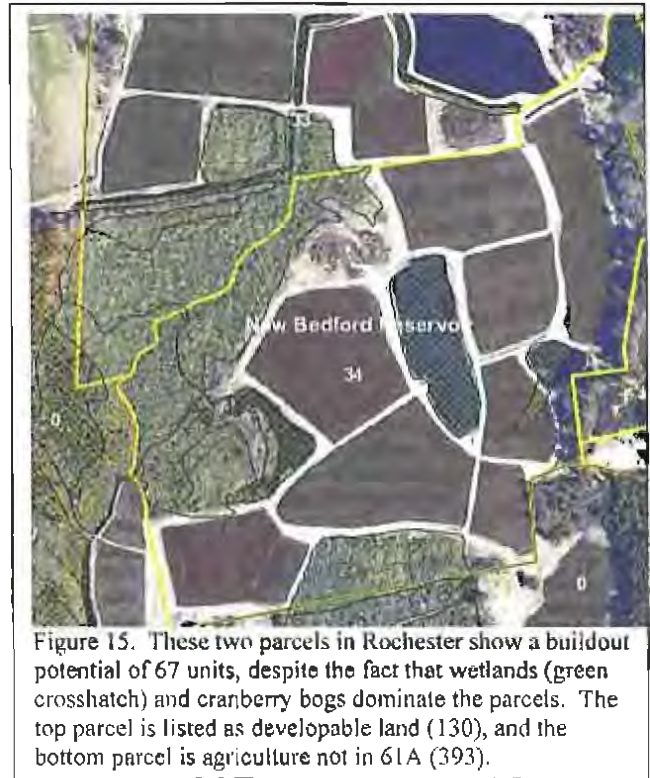 33
New Bedford Reservoir
34
0
0
Figure 15. These two parcels in Rochester show a buildout
potential of 67 units, despite the fact that wetlands (green
crosshatch) and cranberry bogs dominate the parcels. The
top parcel is listed as developable land (130), and the
bottom parcel is agriculture not in 61A (393).